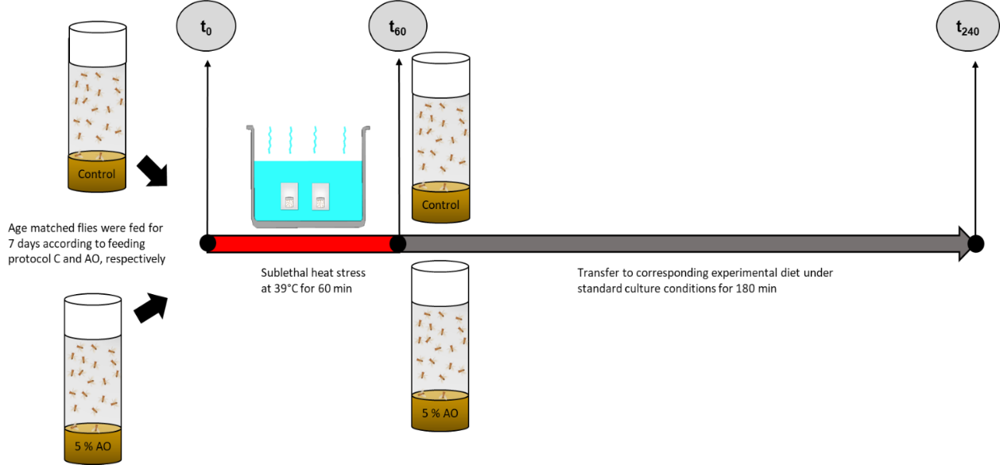 t0
t60
t240
Control
Control
Age matched flies were fed for
7 days according to feeding
protocol C and AO, respectively
Sublethal heat stress
at 39°C for 60 min
Transfer to corresponding experimental diet under
standard culture conditions for 180 min
5 % AO
5 % AO